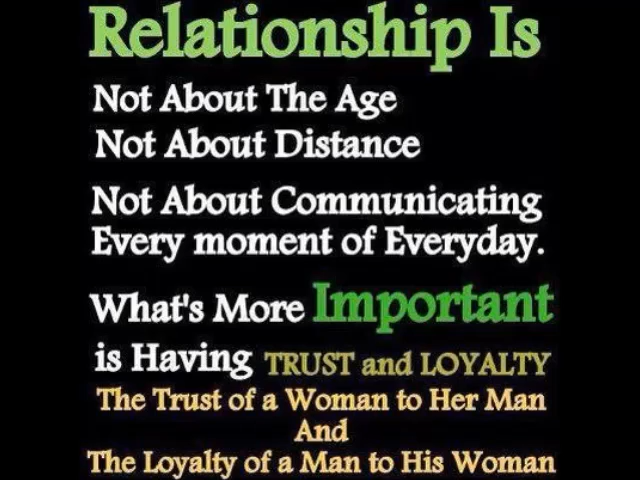 Relationship Is
Not About The Age
Not About Distance
Not About Communicating
Every moment of Everyday.
What's More Important
is Having TRUST and LOYALTY
The Trust of a Woman to Her Man
And
The Loyalty of a Man to His Woman